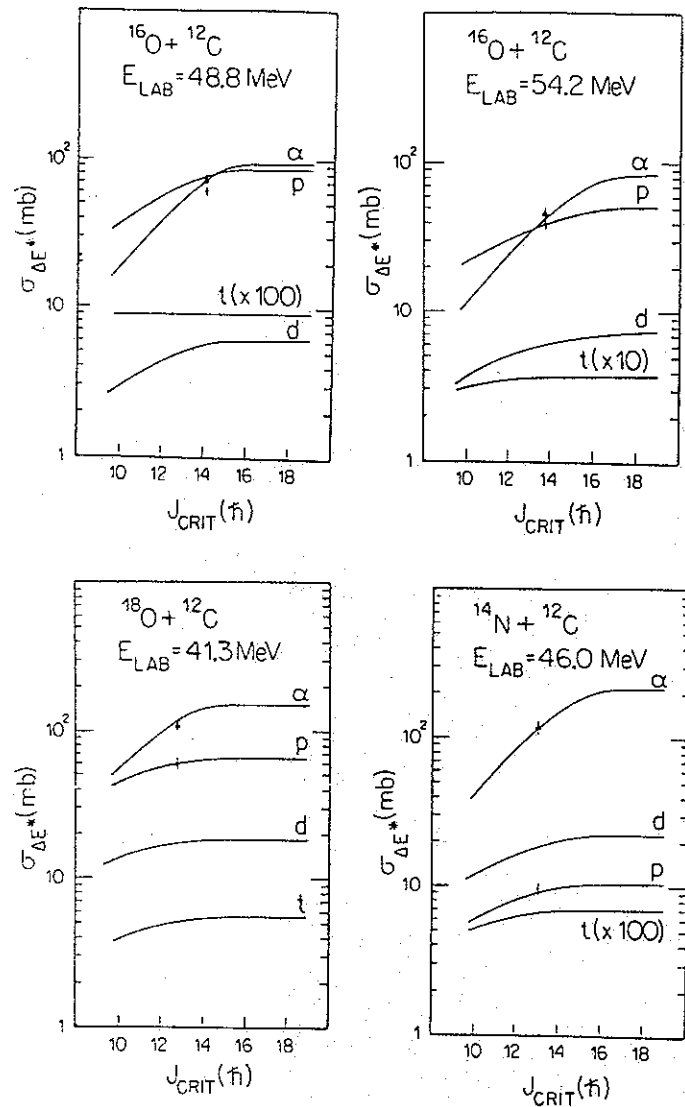 ¹⁶O + ¹²C
E_LAB = 48.8 MeV
10²
10
1
σ_ΔE* (mb)
α
p
t(×100)
d
10 12 14 16 18
J_CRIT (ħ)
¹⁶O + ¹²C
E_LAB = 54.2 MeV
10²
10
1
σ_ΔE* (mb)
α
p
d
t(×10)
10 12 14 16 18
J_CRIT (ħ)
¹⁸O + ¹²C
E_LAB = 41.3 MeV
10²
10
1
σ_ΔE* (mb)
α
p
d
t
10 12 14 16 18
J_CRIT (ħ)
¹⁴N + ¹²C
E_LAB = 46.0 MeV
10²
10
1
σ_ΔE* (mb)
α
d
p
t(×100)
10 12 14 16 18
J_CRIT (ħ)